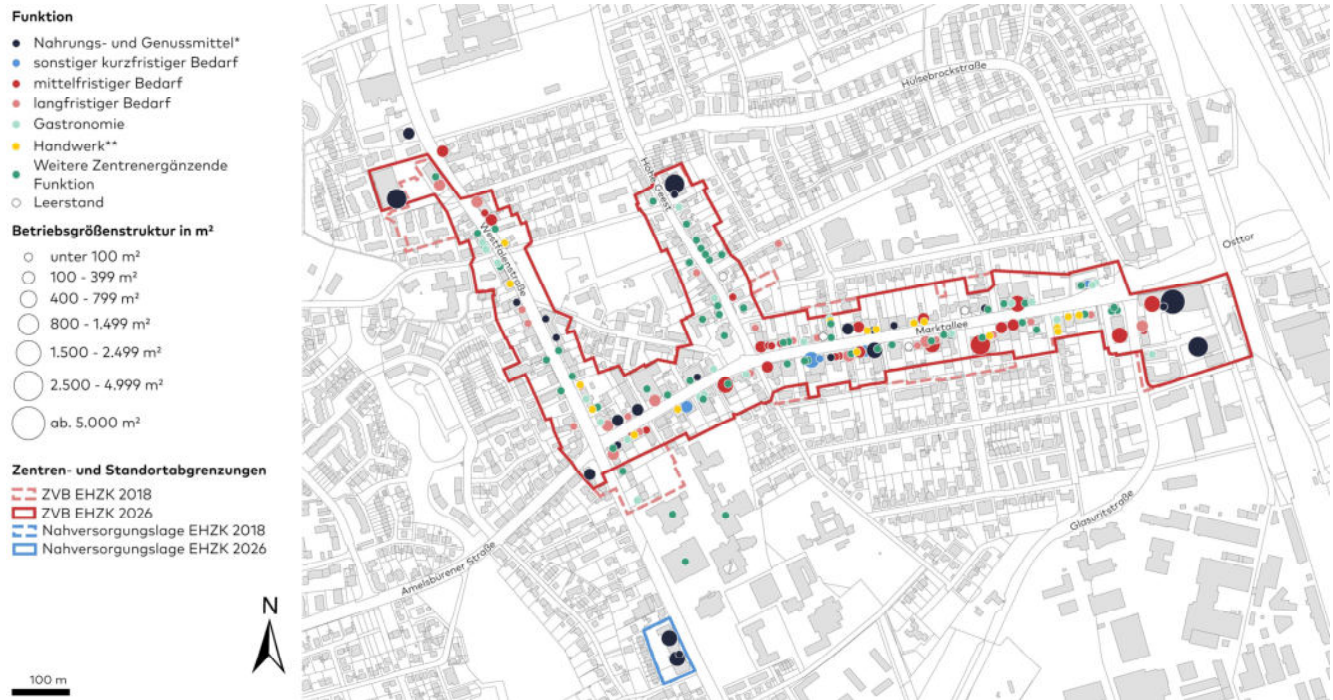 Funktion
Nahrungs- und Genussmittel*
sonstiger kurzfristiger Bedarf
mittelfristiger Bedarf
langfristiger Bedarf
Gastronomie
Handwerk**
Weitere Zentrenergänzende
Funktion
Leerstand
Betriebsgrößenstruktur in m²
unter 100 m²
100 - 399 m²
400 - 799 m²
800 - 1.499 m²
1.500 - 2.499 m²
2.500 - 4.999 m²
ab. 5.000 m²
Zentren- und Standortabgrenzungen
ZVB EHZK 2018
ZVB EHZK 2026
Nahversorgungslage EHZK 2018
Nahversorgungslage EHZK 2026
N
100 m
Hülsebrockstraße
Hohe Geest
Westfalenstraße
Osttor
Marktallee
Glasuritstraße
Amelsbürener Straße